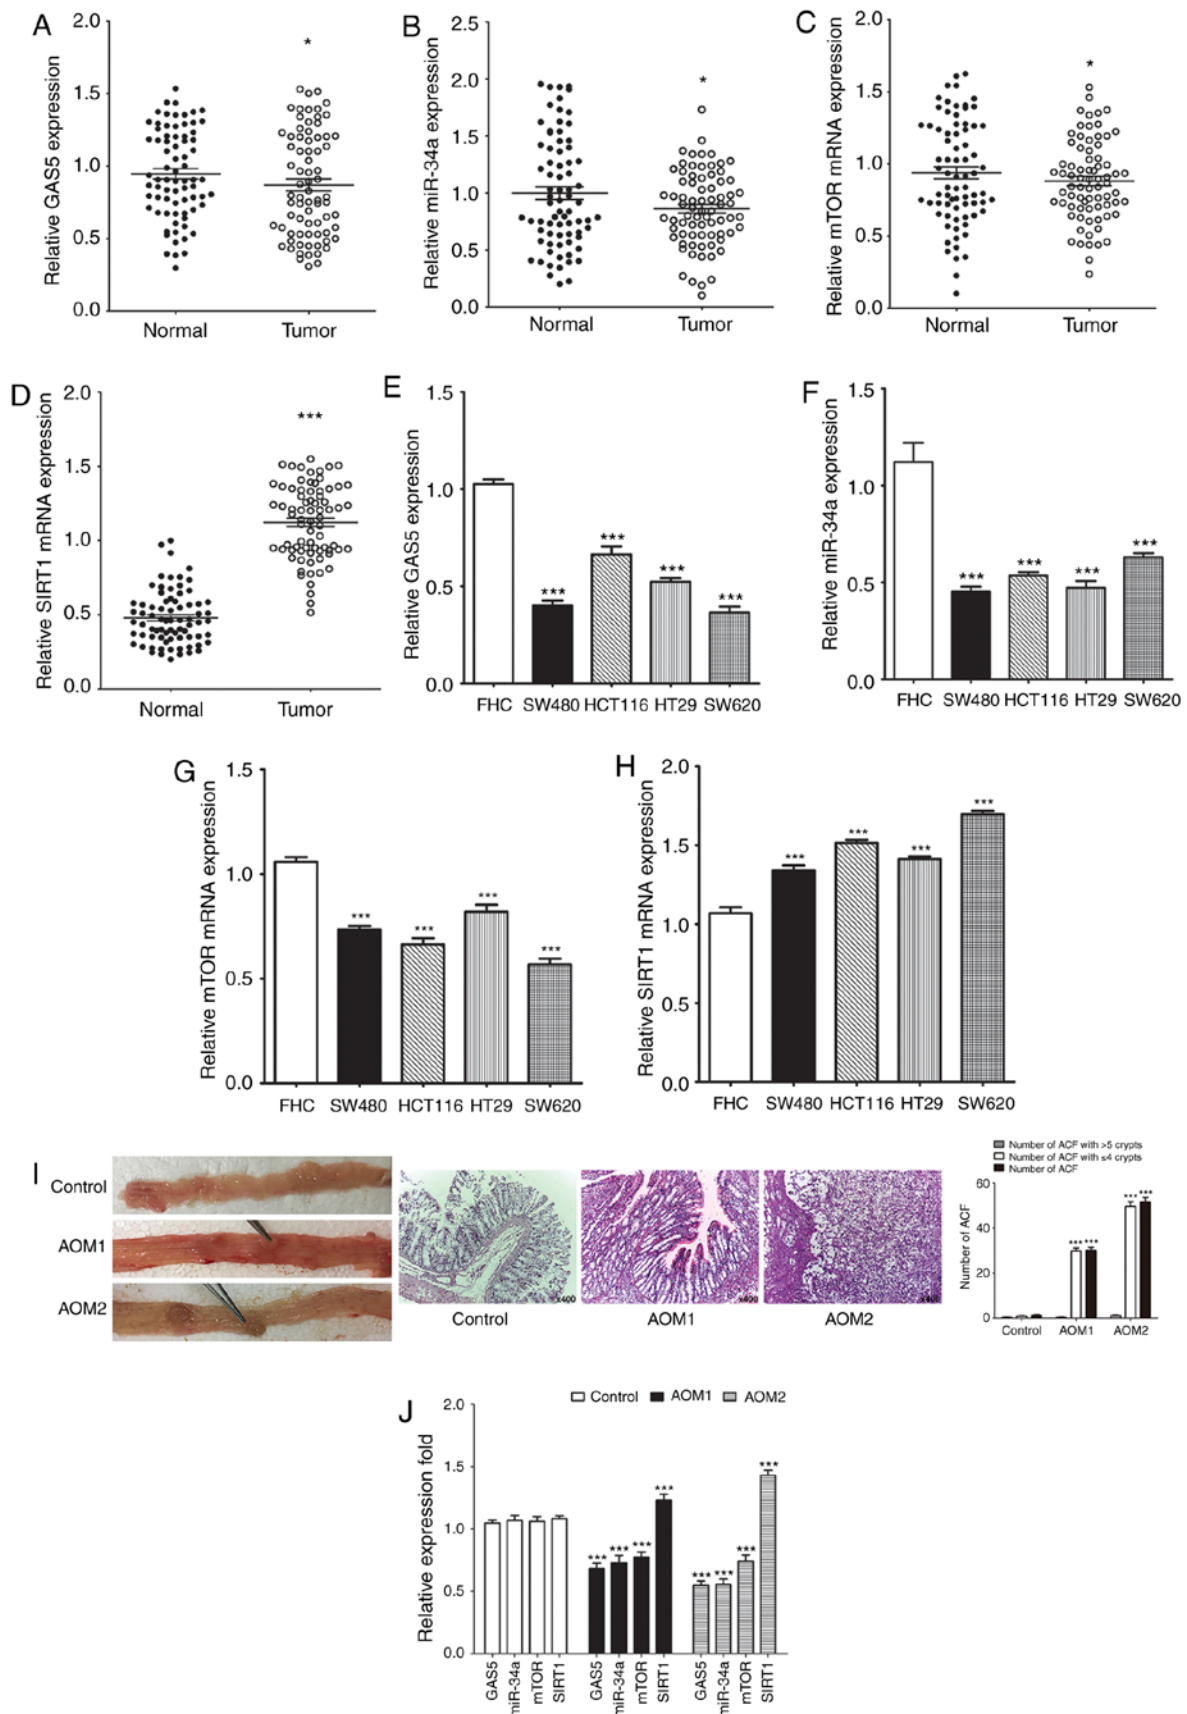 A
Relative GAS5 expression
2.0
1.5
1.0
0.5
0.0
*
Normal
Tumor
B
Relative miR-34a expression
2.5
2.0
1.5
1.0
0.5
0.0
*
Normal
Tumor
C
Relative mTOR mRNA expression
2.0
1.5
1.0
0.5
0.0
*
Normal
Tumor
D
Relative SIRT1 mRNA expression
2.0
1.5
1.0
0.5
0.0
***
Normal
Tumor
E
Relative GAS5 expression
1.5
1.0
0.5
0.0
*** *** *** ***
FHC SW480 HCT116 HT29 SW620
F
Relative miR-34a expression
1.5
1.0
0.5
0.0
*** *** *** ***
FHC SW480 HCT116 HT29 SW620
G
Relative mTOR mRNA expression
1.5
1.0
0.5
0.0
*** *** *** ***
FHC SW480 HCT116 HT29 SW620
H
Relative SIRT1 mRNA expression
2.0
1.5
1.0
0.5
0.0
*** *** *** ***
FHC SW480 HCT116 HT29 SW620
I
Control
AOM1
AOM2
x400
x400
x400
Control
AOM1
AOM2
Number of ACF with >5 crypts
Number of ACF with ≤4 crypts
Number of ACF
Number of ACF
60
40
20
0
*** ***
*** ***
Control AOM1 AOM2
J
Control AOM1 AOM2
Relative expression fold
2.0
1.5
1.0
0.5
0.0
*** *** *** ***
*** *** *** ***
GAS5 miR-34a mTOR SIRT1
GAS5 miR-34a mTOR SIRT1
GAS5 miR-34a mTOR SIRT1